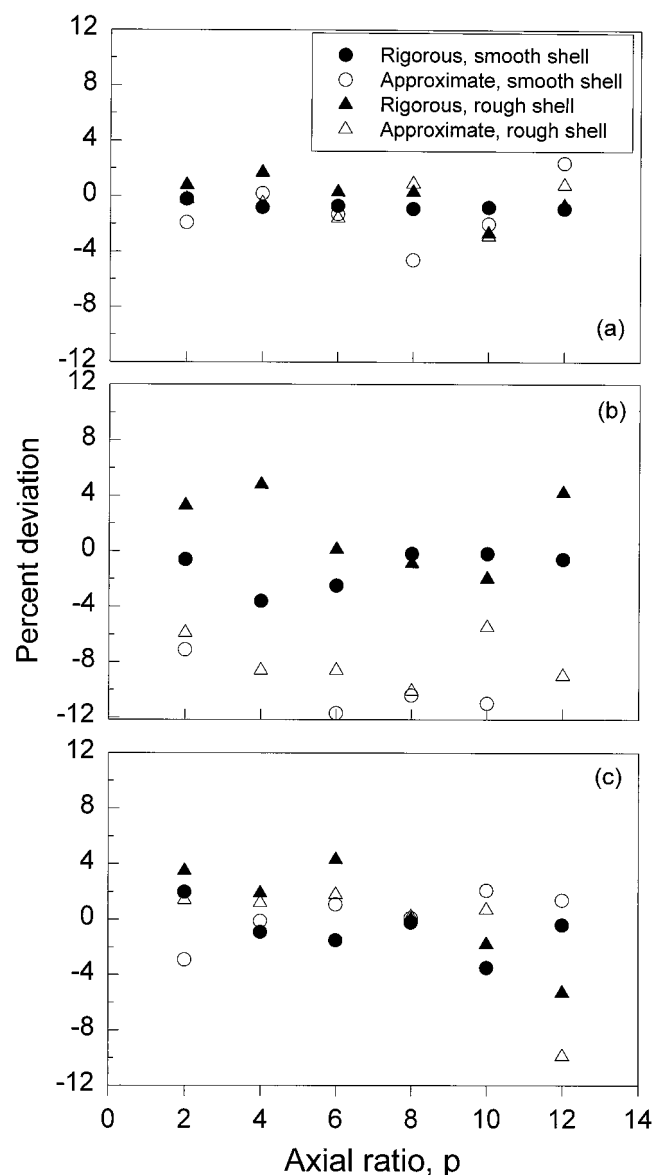 12
8
4
0
-4
-8
-12
Rigorous, smooth shell
Approximate, smooth shell
Rigorous, rough shell
Approximate, rough shell
(a)
12
8
4
0
-4
-8
-12
(b)
Percent deviation
12
8
4
0
-4
-8
-12
(c)
0 2 4 6 8 10 12 14
Axial ratio, p